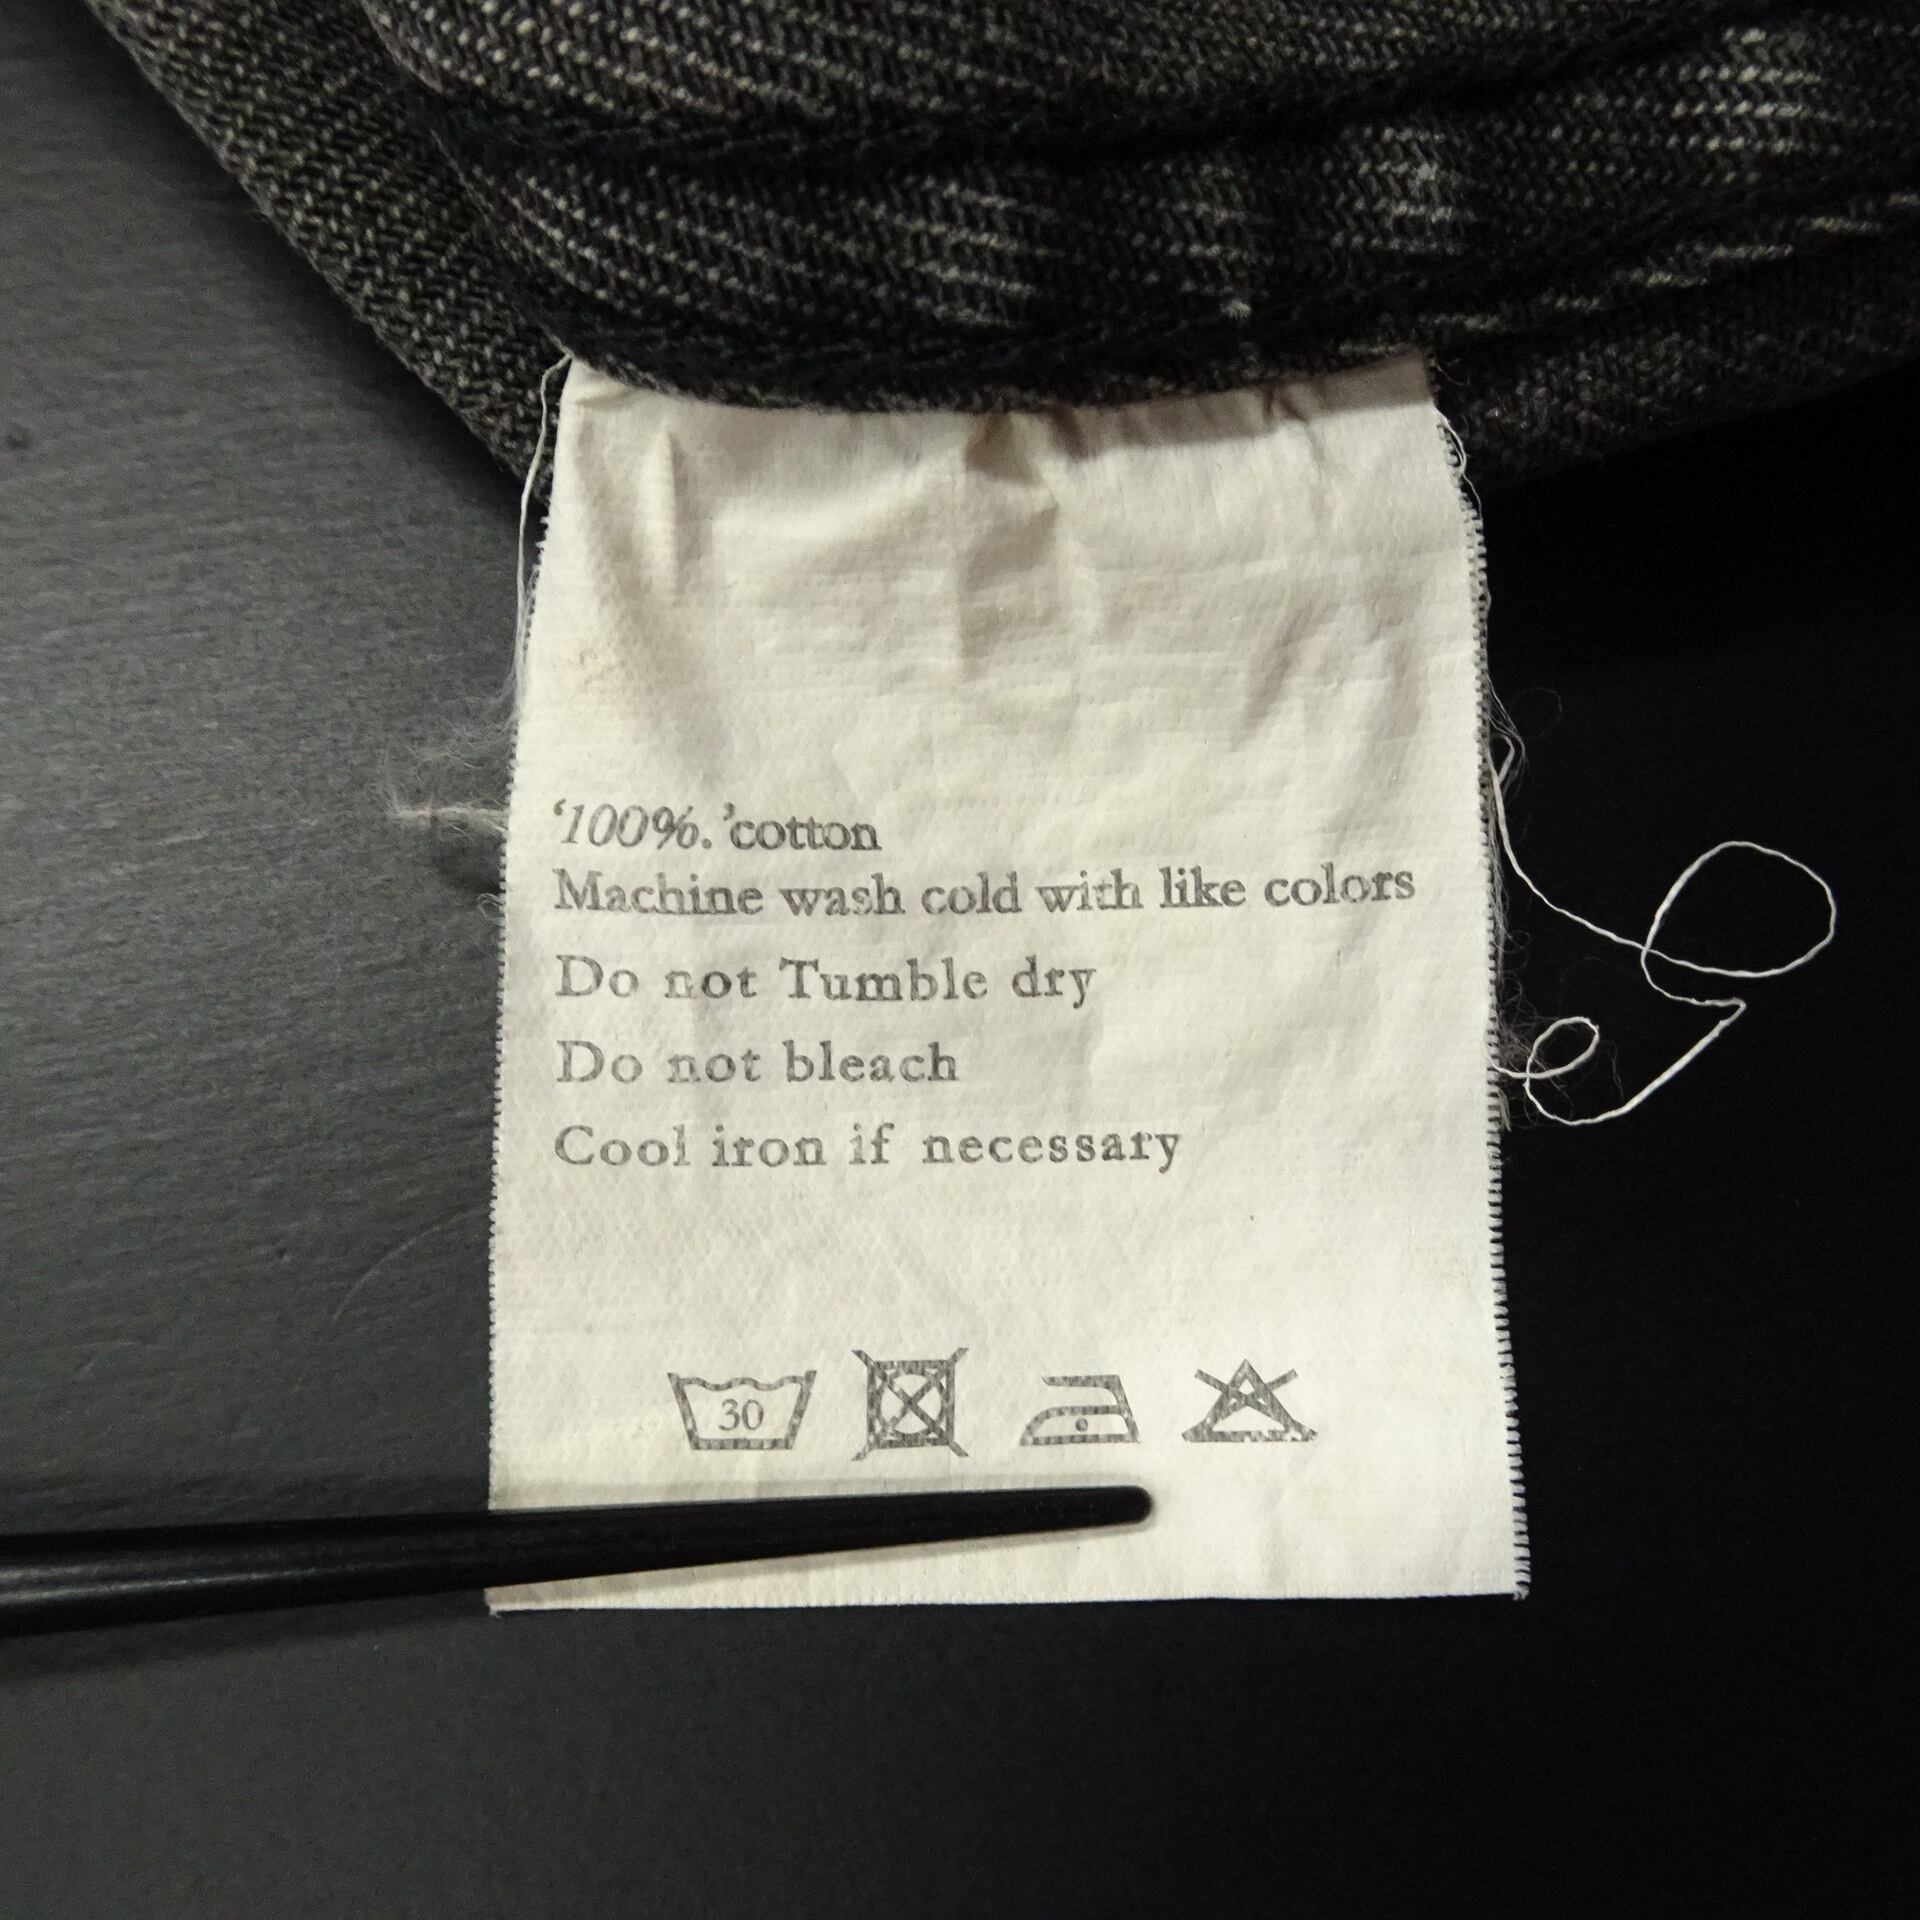 ‘100%.’cotton
Machine wash cold with like colors
Do not Tumble dry
Do not bleach
Cool iron if necessary
30